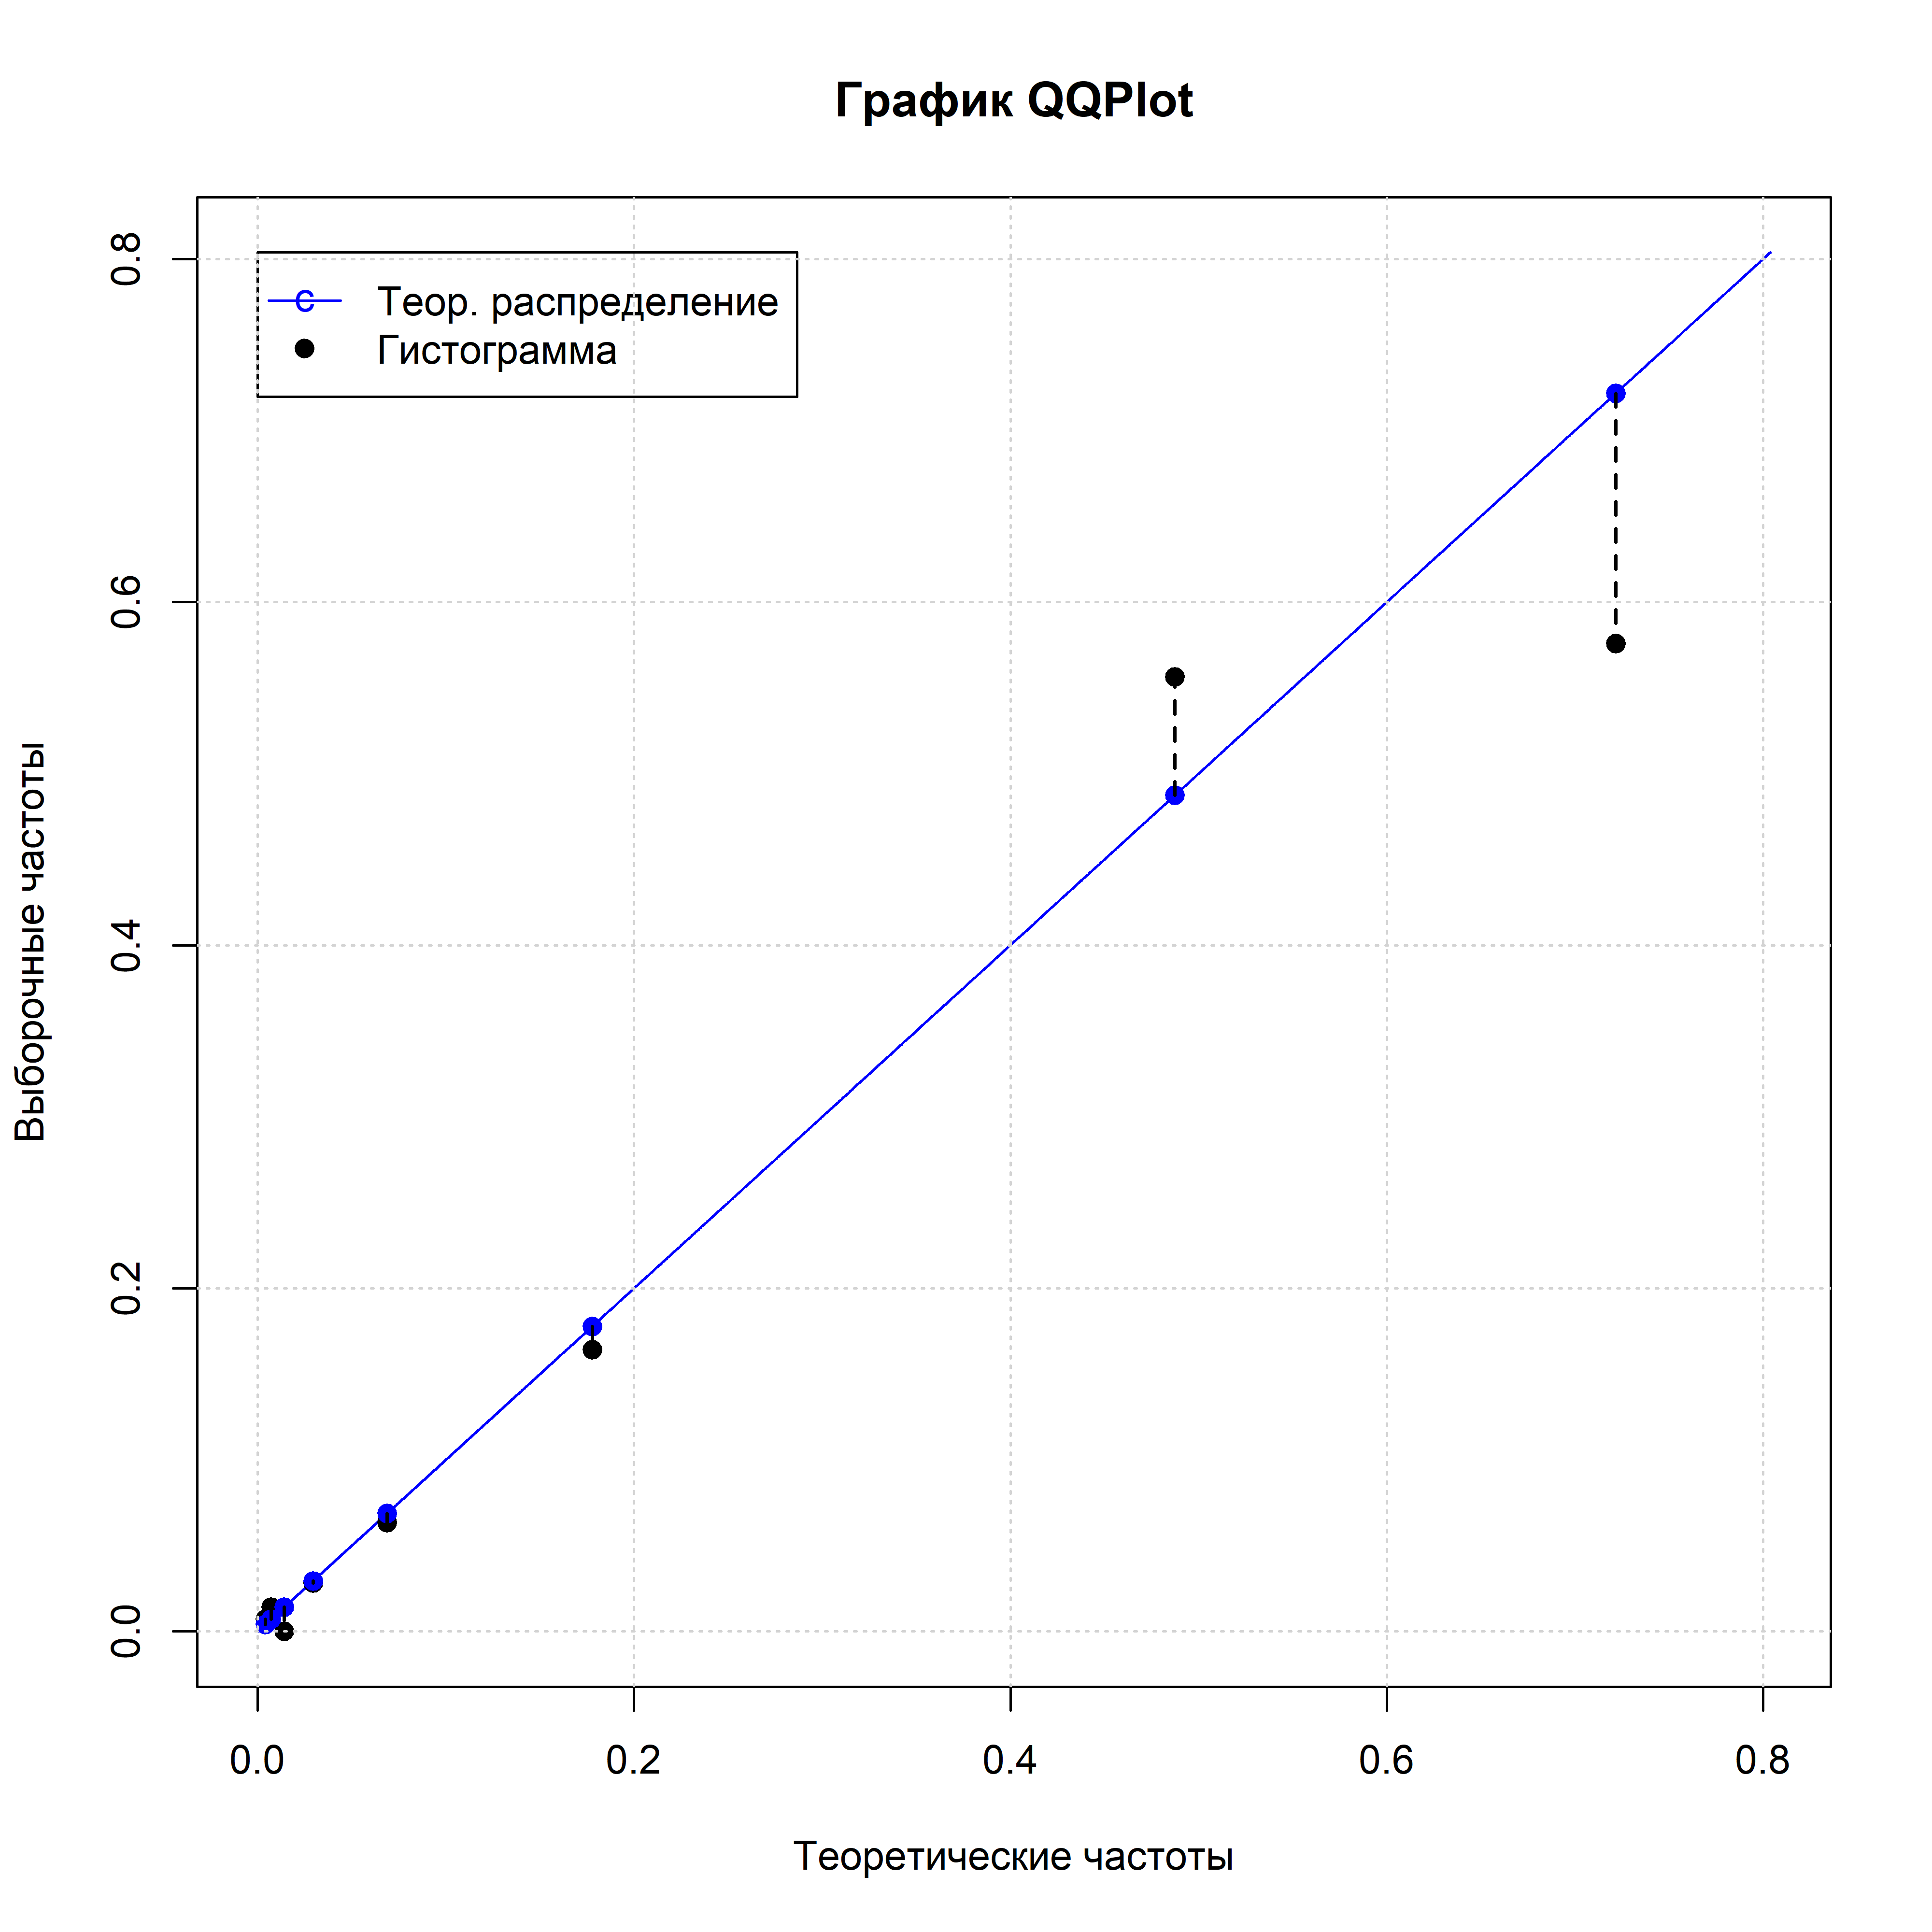 График QQPlot
0.8
0.6
0.4
0.2
0.0
Выборочные частоты
с Теор. распределение
Гистограмма
0.0 0.2 0.4 0.6 0.8
Теоретические частоты